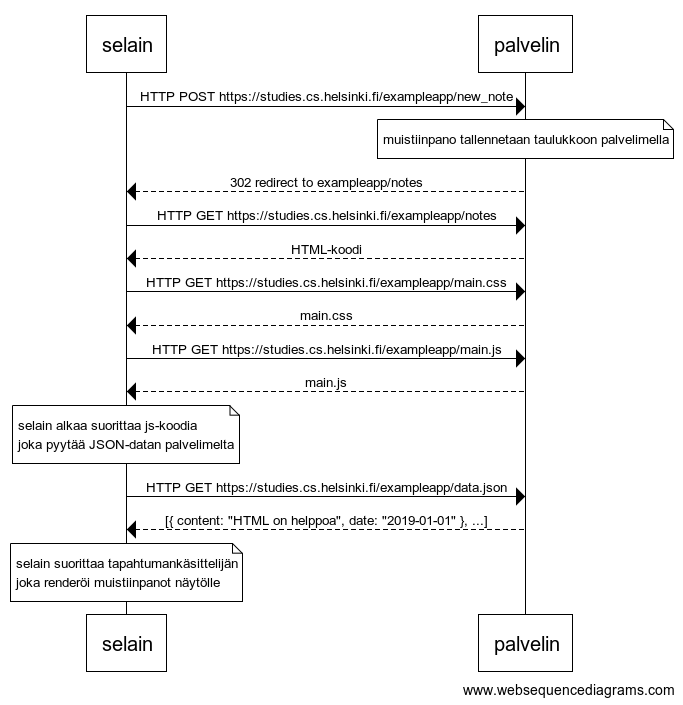 selain
palvelin
HTTP POST https://studies.cs.helsinki.fi/exampleapp/new_note
muistiinpano tallennetaan taulukkoon palvelimella
302 redirect to exampleapp/notes
HTTP GET https://studies.cs.helsinki.fi/exampleapp/notes
HTML-koodi
HTTP GET https://studies.cs.helsinki.fi/exampleapp/main.css
main.css
HTTP GET https://studies.cs.helsinki.fi/exampleapp/main.js
main.js
selain alkaa suorittaa js-koodia
joka pyytää JSON-datan palvelimelta
HTTP GET https://studies.cs.helsinki.fi/exampleapp/data.json
[{ content: "HTML on helppoa", date: "2019-01-01" }, ...]
selain suorittaa tapahtumankäsittelijän
joka renderöi muistiinpanot näytölle
selain
palvelin
www.websequencediagrams.com